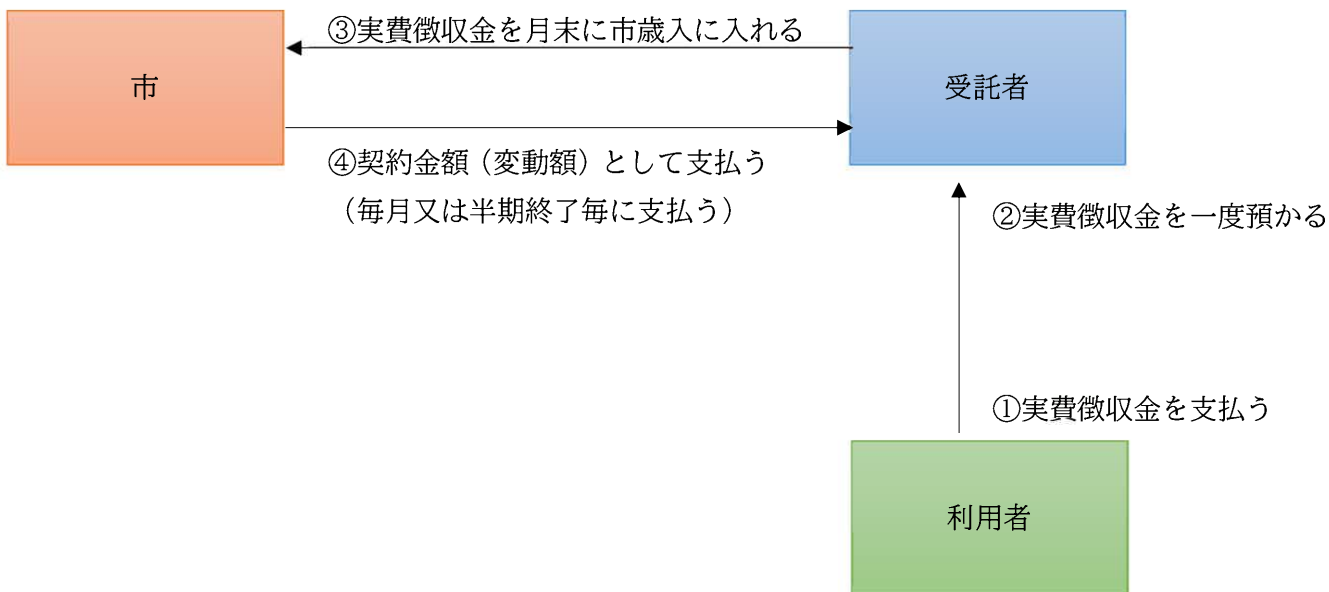 ③実費徴収金を月末に市歳入に入れる
市
受託者
④契約金額（変動額）として支払う
（毎月又は半期終了毎に支払う）
②実費徴収金を一度預かる
①実費徴収金を支払う
利用者